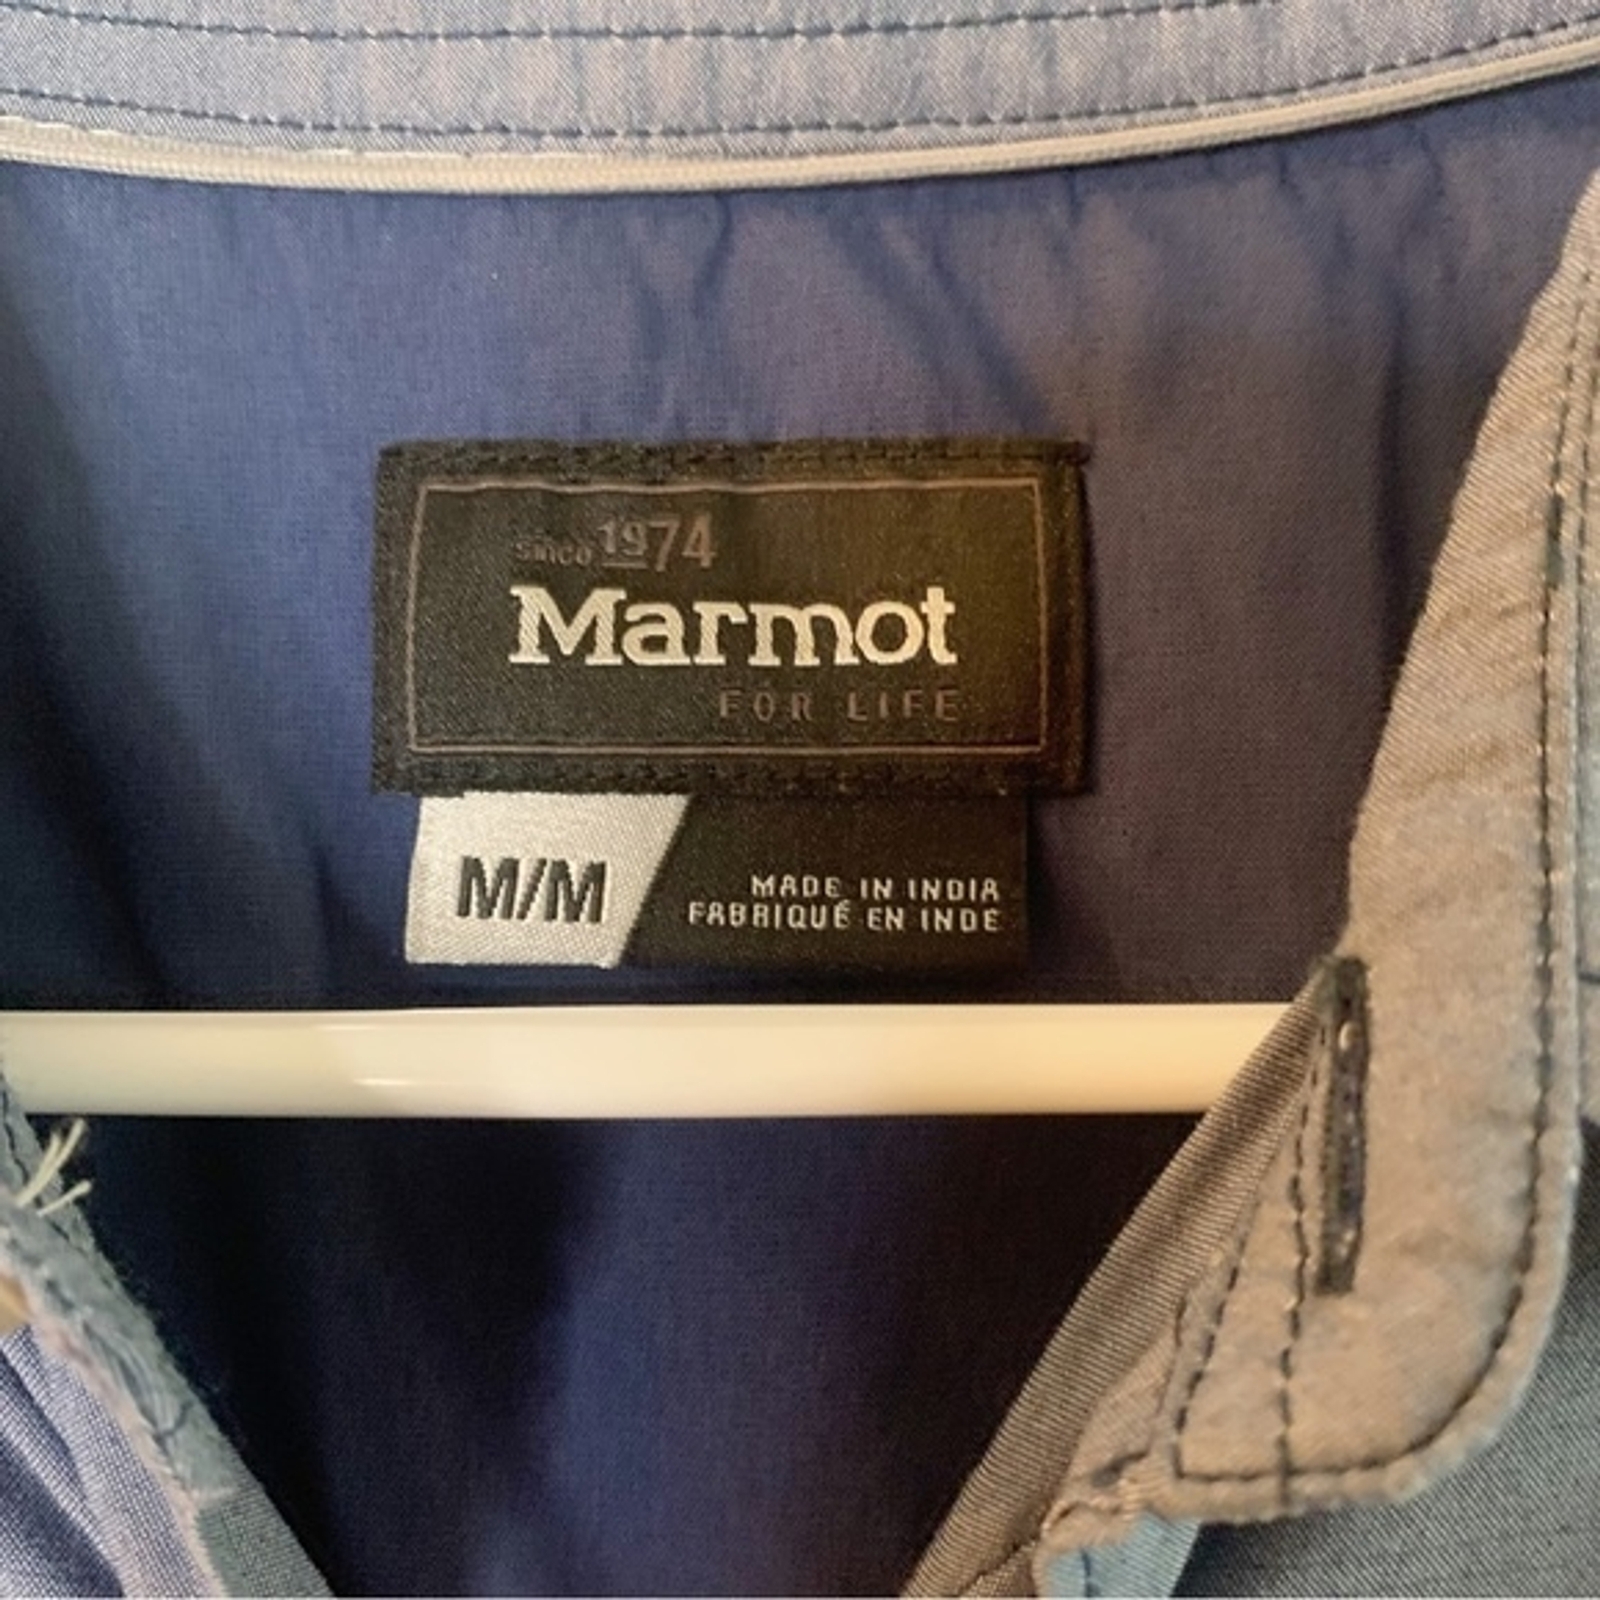 since 1974
Marmot
FOR LIFE
M/M
MADE IN INDIA
FABRIQUÉ EN INDE